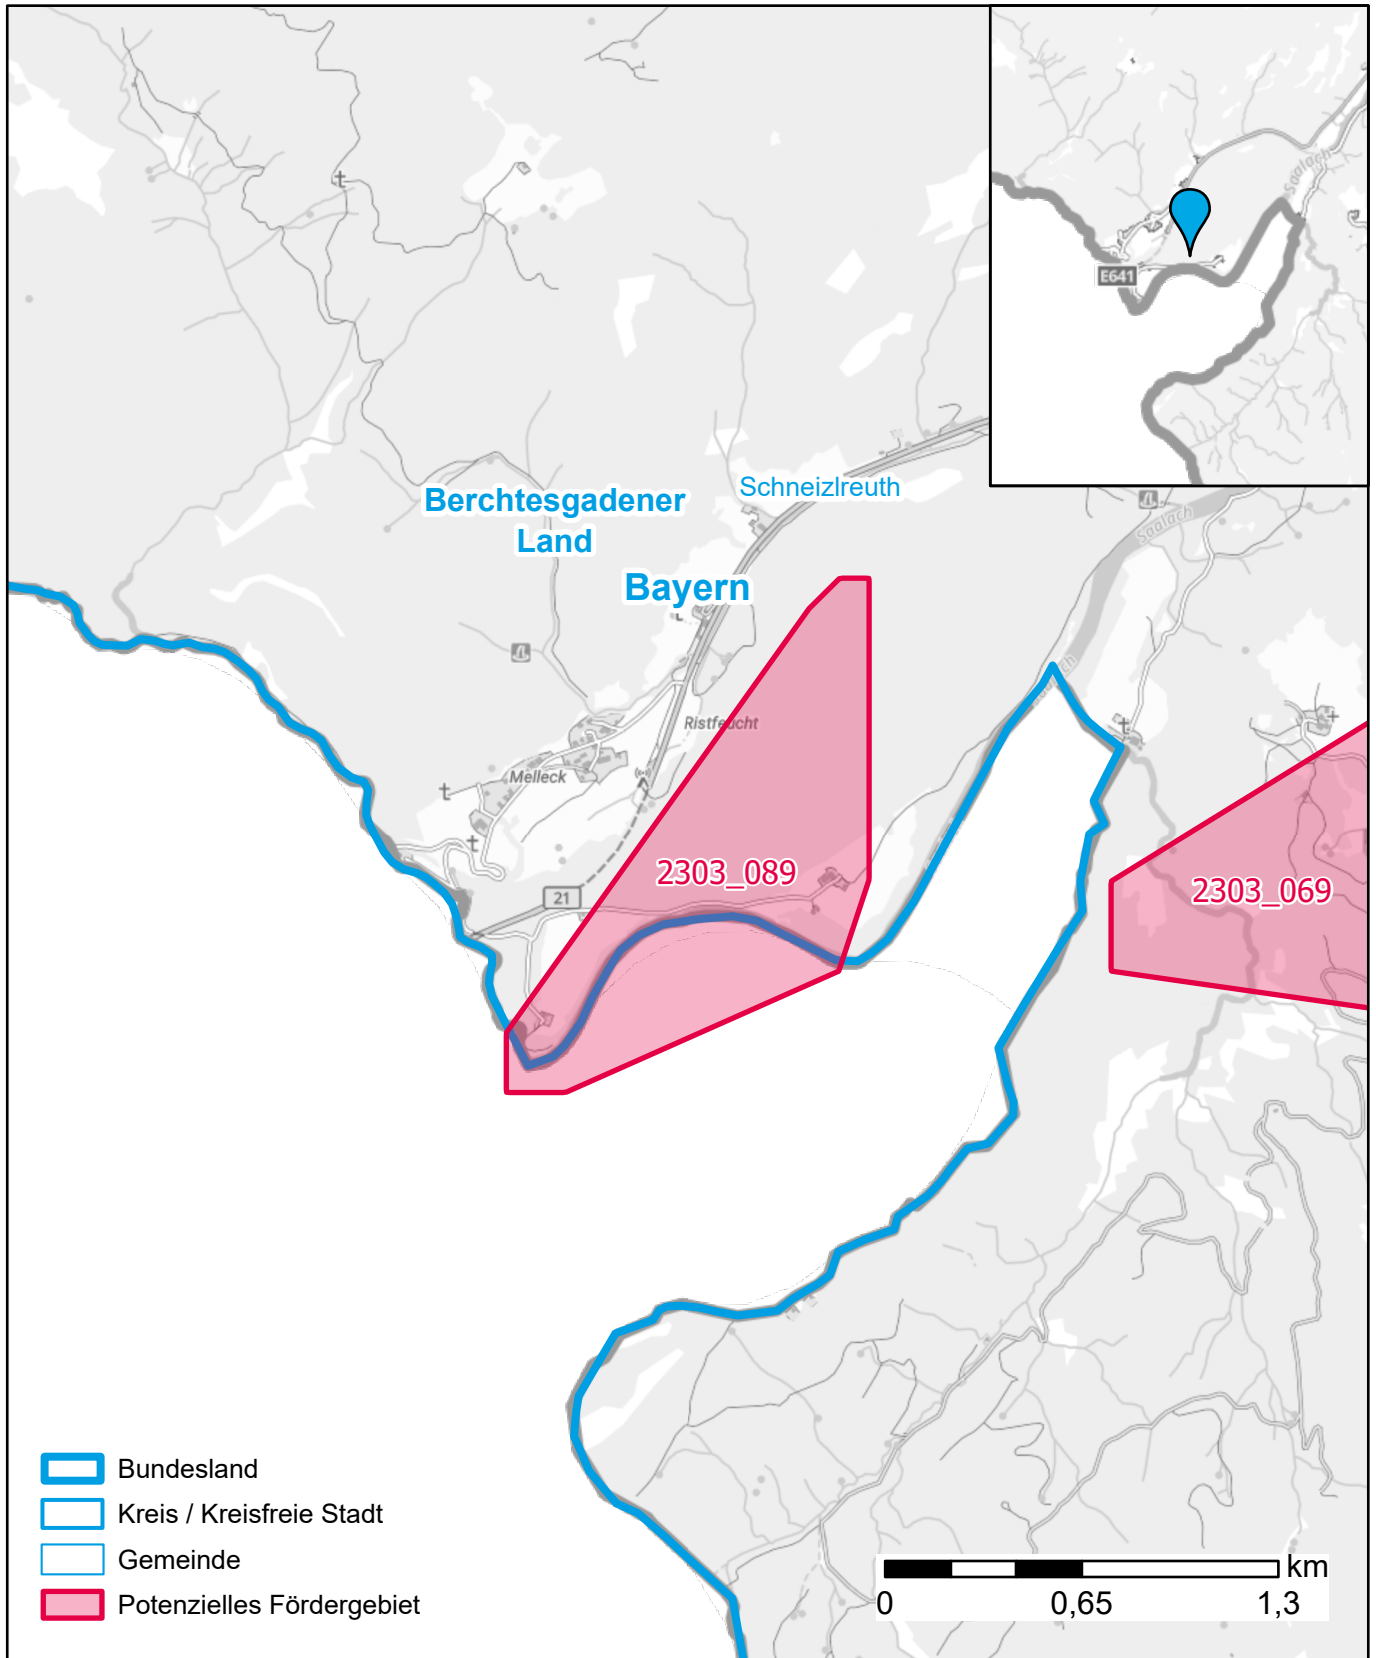 Saalach
E641
Berchtesgadener
Land
Schneizlreuth
Bayern
Saalach
Ristfeucht
Melleck
2303_089
2303_069
21
Bundesland
Kreis / Kreisfreie Stadt
Gemeinde
Potenzielles Fördergebiet
km
0 0,65 1,3